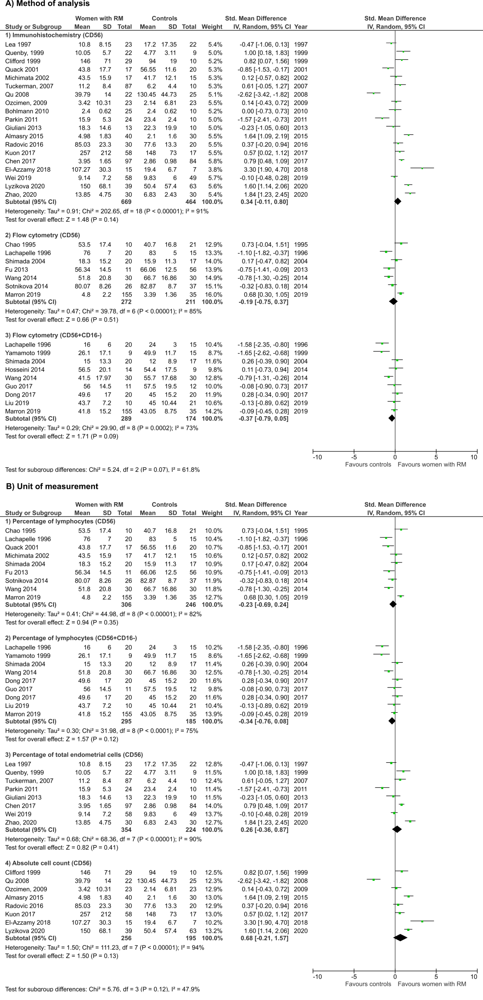 A) Method of analysis
Women with RM Controls Std. Mean Difference Std. Mean Difference
Study or Subgroup Mean SD Total Mean SD Total Weight IV, Random, 95% CI Year IV, Random, 95% CI
1) Immunohistochemistry (CD56)
Lea 1997 10.8 8.15 23 17.2 17.35 22 5.4% -0.47 [-1.06, 0.13] 1997
Quenby, 1999 10.05 5.7 22 4.77 3.11 9 5.0% 1.00 [0.18, 1.83] 1999
Clifford 1999 146 71 29 94 19 10 5.2% 0.82 [0.07, 1.56] 1999
Quack 2001 43.8 17.7 17 56.55 11.6 20 5.3% -0.85 [-1.53, -0.17] 2001
Michimata 2002 43.5 15.9 17 41.7 12.1 15 5.3% 0.12 [-0.57, 0.82] 2002
Tuckerman, 2007 11.2 8.4 87 6.2 4.4 10 5.3% 0.61 [-0.05, 1.27] 2007
Qu 2008 39.79 14 22 130.45 44.73 25 5.1% -2.62 [-3.42, -1.82] 2008
Ozcimen, 2009 3.42 10.31 23 2.14 6.81 23 5.5% 0.14 [-0.43, 0.72] 2009
Bohlmann 2010 2.4 0.62 25 2.4 0.62 10 5.2% 0.00 [-0.73, 0.73] 2010
Parkin 2011 15.9 5.3 24 23.4 2.4 10 5.0% -1.57 [-2.41, -0.73] 2011
Giuliani 2013 18.3 14.6 13 22.3 19.9 10 5.0% -0.23 [-1.05, 0.60] 2013
Almasry 2015 4.98 1.83 40 2.1 1.6 30 5.5% 1.64 [1.09, 2.19] 2015
Radovic 2016 85.03 23.3 30 77.6 13.3 20 5.5% 0.37 [-0.20, 0.94] 2016
Kuon 2017 257 212 58 148 73 17 5.5% 0.57 [0.02, 1.12] 2017
Chen 2017 3.95 1.65 97 2.86 0.98 84 5.8% 0.79 [0.48, 1.09] 2017
El-Azzamy 2018 107.27 30.3 15 19.4 6.7 7 3.8% 3.30 [1.90, 4.70] 2018
Wei 2019 9.14 7.2 58 9.83 6 49 5.7% -0.10 [-0.48, 0.28] 2019
Lyzikova 2020 150 68.1 39 50.4 57.4 63 5.6% 1.60 [1.14, 2.06] 2020
Zhao, 2020 13.85 4.75 30 6.83 2.43 30 5.4% 1.84 [1.23, 2.45] 2020
Subtotal (95% CI) 669 464 100.0% 0.34 [-0.11, 0.80]
Heterogeneity: Tau² = 0.91; Chi² = 202.65, df = 18 (P < 0.00001); I² = 91%
Test for overall effect: Z = 1.48 (P = 0.14)
2) Flow cytometry (CD56)
Chao 1995 53.5 17.4 10 40.7 16.8 21 12.9% 0.73 [-0.04, 1.51] 1995
Lachapelle 1996 76 7 20 83 5 15 13.3% -1.10 [-1.82, -0.37] 1996
Shimada 2004 18.3 15.2 20 15.9 11.3 17 14.0% 0.17 [-0.47, 0.82] 2004
Fu 2013 56.34 14.5 11 66.06 12.5 56 13.9% -0.75 [-1.41, -0.09] 2013
Wang 2014 51.8 20.8 30 66.7 16.86 30 14.9% -0.78 [-1.30, -0.25] 2014
Sotnikova 2014 80.07 8.26 26 82.87 8.7 37 15.1% -0.32 [-0.83, 0.18] 2014
Marron 2019 4.8 2.2 155 3.39 1.36 35 16.0% 0.68 [0.30, 1.05] 2019
Subtotal (95% CI) 272 211 100.0% -0.19 [-0.75, 0.37]
Heterogeneity: Tau² = 0.47; Chi² = 39.78, df = 6 (P < 0.00001); I² = 85%
Test for overall effect: Z = 0.66 (P = 0.51)
3) Flow cytometry (CD56+CD16-)
Lachapelle 1996 16 6 20 24 3 15 10.4% -1.58 [-2.35, -0.80] 1996
Yamamoto 1999 26.1 17.1 9 49.9 11.7 15 8.7% -1.65 [-2.62, -0.68] 1999
Shimada 2004 15 13.3 20 12 8.9 17 11.6% 0.26 [-0.39, 0.90] 2004
Hosseini 2014 56.5 20.1 14 54.4 17.5 9 9.8% 0.11 [-0.73, 0.94] 2014
Wang 2014 41.5 17.97 30 55.7 17.68 30 12.8% -0.79 [-1.31, -0.26] 2014
Guo 2017 56 14.5 11 57.5 19.5 12 10.0% -0.08 [-0.90, 0.73] 2017
Dong 2017 49.6 17 20 45 15.2 20 11.9% 0.28 [-0.34, 0.90] 2017
Liu 2019 43.7 7.2 10 45 10.44 21 10.6% -0.13 [-0.89, 0.62] 2019
Marron 2019 41.8 15.2 155 43.05 8.75 35 14.2% -0.09 [-0.45, 0.28] 2019
Subtotal (95% CI) 289 174 100.0% -0.37 [-0.79, 0.05]
Heterogeneity: Tau² = 0.29; Chi² = 29.90, df = 8 (P = 0.0002); I² = 73%
Test for overall effect: Z = 1.71 (P = 0.09)
-10 -5 0 5 10
Favours controls Favours women with RM
Test for subgroup differences: Chi² = 5.24, df = 2 (P = 0.07), I² = 61.8%
B) Unit of measurement
Women with RM Controls Std. Mean Difference Std. Mean Difference
Study or Subgroup Mean SD Total Mean SD Total Weight IV, Random, 95% CI Year IV, Random, 95% CI
1) Percentage of lymphocytes (CD56)
Chao 1995 53.5 17.4 10 40.7 16.8 21 10.0% 0.73 [-0.04, 1.51] 1995
Lachapelle 1996 76 7 20 83 5 15 10.4% -1.10 [-1.82, -0.37] 1996
Quack 2001 43.8 17.7 17 56.55 11.6 20 10.7% -0.85 [-1.53, -0.17] 2001
Michimata 2002 43.5 15.9 17 41.7 12.1 15 10.6% 0.12 [-0.57, 0.82] 2002
Shimada 2004 18.3 15.2 20 15.9 11.3 17 10.9% 0.17 [-0.47, 0.82] 2004
Fu 2013 56.34 14.5 11 66.06 12.5 56 10.9% -0.75 [-1.41, -0.09] 2013
Sotnikova 2014 80.07 8.26 26 82.87 8.7 37 11.9% -0.32 [-0.83, 0.18] 2014
Wang 2014 51.8 20.8 30 66.7 16.86 30 11.8% -0.78 [-1.30, -0.25] 2014
Marron 2019 4.8 2.2 155 3.39 1.36 35 12.7% 0.68 [0.30, 1.05] 2019
Subtotal (95% CI) 306 246 100.0% -0.23 [-0.69, 0.24]
Heterogeneity: Tau² = 0.41; Chi² = 44.98, df = 8 (P < 0.00001); I² = 82%
Test for overall effect: Z = 0.94 (P = 0.35)
2) Percentage of lymphocytes (CD56+CD16-)
Lachapelle 1996 16 6 20 24 3 15 10.2% -1.58 [-2.35, -0.80] 1996
Yamamoto 1999 26.1 17.1 9 49.9 11.7 15 8.6% -1.65 [-2.62, -0.68] 1999
Shimada 2004 15 13.3 20 12 8.9 17 11.4% 0.26 [-0.39, 0.90] 2004
Wang 2014 51.8 20.8 30 66.7 16.86 30 12.5% -0.78 [-1.30, -0.25] 2014
Dong 2017 49.6 17 20 45 15.2 20 11.6% 0.28 [-0.34, 0.90] 2017
Guo 2017 56 14.5 11 57.5 19.5 12 9.8% -0.08 [-0.90, 0.73] 2017
Dong 2017 49.6 17 20 45 15.2 20 11.6% 0.28 [-0.34, 0.90] 2017
Liu 2019 43.7 7.2 10 45 10.44 21 10.4% -0.13 [-0.89, 0.62] 2019
Marron 2019 41.8 15.2 155 43.05 8.75 35 13.9% -0.09 [-0.45, 0.28] 2019
Subtotal (95% CI) 295 185 100.0% -0.34 [-0.76, 0.08]
Heterogeneity: Tau² = 0.30; Chi² = 31.98, df = 8 (P < 0.0001); I² = 75%
Test for overall effect: Z = 1.57 (P = 0.12)
3) Percentage of total endometrial cells (CD56)
Lea 1997 10.8 8.15 23 17.2 17.35 22 12.8% -0.47 [-1.06, 0.13] 1997
Quenby, 1999 10.05 5.7 22 4.77 3.11 9 11.5% 1.00 [0.18, 1.83] 1999
Tuckerman, 2007 11.2 8.4 87 6.2 4.4 10 12.4% 0.61 [-0.05, 1.27] 2007
Parkin 2011 15.9 5.3 24 23.4 2.4 10 11.4% -1.57 [-2.41, -0.73] 2011
Giuliani 2013 18.3 14.6 13 22.3 19.9 10 11.5% -0.23 [-1.05, 0.60] 2013
Chen 2017 3.95 1.65 97 2.86 0.98 84 14.0% 0.79 [0.48, 1.09] 2017
Wei 2019 9.14 7.2 58 9.83 6 49 13.7% -0.10 [-0.48, 0.28] 2019
Zhao, 2020 13.85 4.75 30 6.83 2.43 30 12.7% 1.84 [1.23, 2.45] 2020
Subtotal (95% CI) 354 224 100.0% 0.26 [-0.36, 0.87]
Heterogeneity: Tau² = 0.68; Chi² = 68.36, df = 7 (P < 0.00001); I² = 90%
Test for overall effect: Z = 0.82 (P = 0.41)
4) Absolute cell count (CD56)
Clifford 1999 146 71 29 94 19 10 12.5% 0.82 [0.07, 1.56] 1999
Qu 2008 39.79 14 22 130.45 44.73 25 12.3% -2.62 [-3.42, -1.82] 2008
Ozcimen, 2009 3.42 10.31 23 2.14 6.81 23 12.9% 0.14 [-0.43, 0.72] 2009
Almasry 2015 4.98 1.83 40 2.1 1.6 30 13.0% 1.64 [1.09, 2.19] 2015
Radovic 2016 85.03 23.3 30 77.6 13.3 20 12.9% 0.37 [-0.20, 0.94] 2016
Kuon 2017 257 212 58 148 73 17 13.0% 0.57 [0.02, 1.12] 2017
El-Azzamy 2018 107.27 30.3 15 19.4 6.7 7 10.2% 3.30 [1.90, 4.70] 2018
Lyzikova 2020 150 68.1 39 50.4 57.4 63 13.2% 1.60 [1.14, 2.06] 2020
Subtotal (95% CI) 256 195 100.0% 0.68 [-0.21, 1.57]
Heterogeneity: Tau² = 1.50; Chi² = 111.23, df = 7 (P < 0.00001); I² = 94%
Test for overall effect: Z = 1.50 (P = 0.13)
-10 -5 0 5 10
Favours controls Favours women with RM
Test for subgroup differences: Chi² = 5.76, df = 3 (P = 0.12), I² = 47.9%